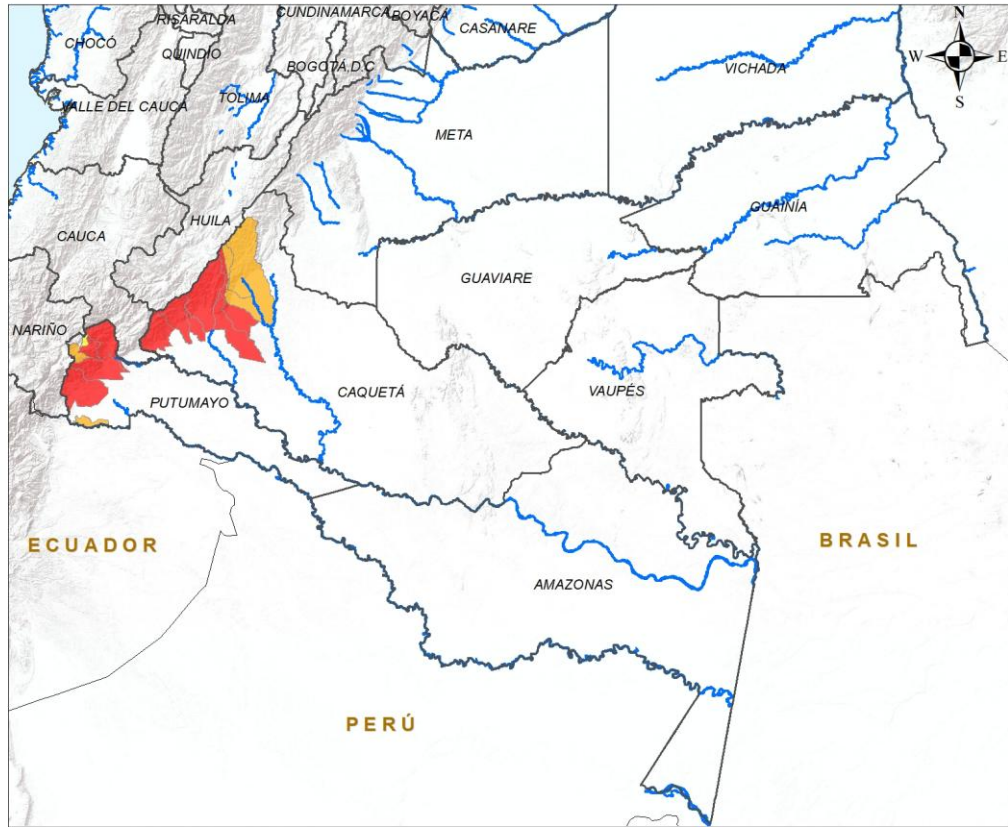 CUNDINAMARCA
BOYACÁ
RISARALDA
CASANARE
N
CHOCÓ
QUINDÍO
BOGOTÁ D.C
VICHADA
W
E
S
TOLIMA
VALLE DEL CAUCA
META
GUAINÍA
HUILA
CAUCA
GUAVIARE
NARIÑO
CAQUETÁ
VAUPÉS
PUTUMAYO
ECUADOR
BRASIL
AMAZONAS
PERÚ